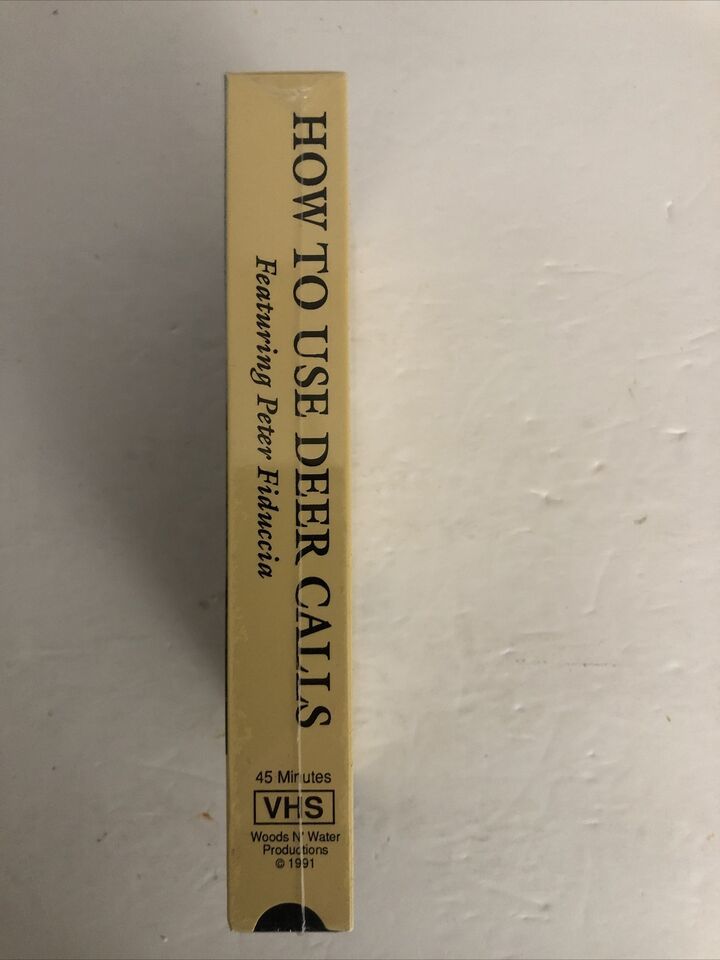 HOW TO USE DEER CALLS
Featuring Peter Fiduccia
45 Minutes
VHS
Woods N' Water
Productions
© 1991